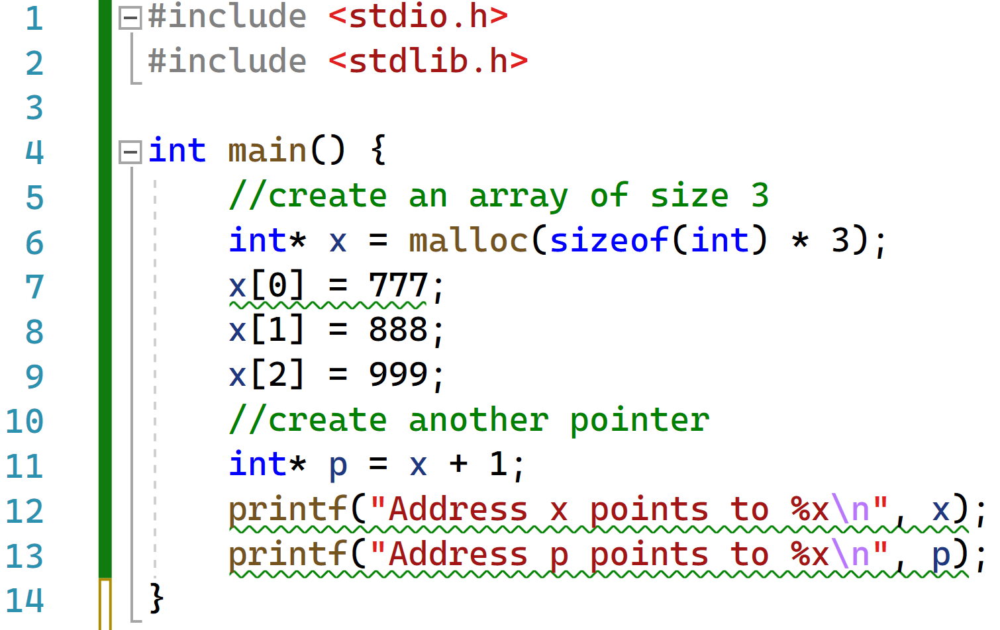 1 #include <stdio.h>
2 #include <stdlib.h>
3
4 int main() {
5 //create an array of size 3
6 int* x = malloc(sizeof(int) * 3);
7 x[0] = 777;
8 x[1] = 888;
9 x[2] = 999;
10 //create another pointer
11 int* p = x + 1;
12 printf("Address x points to %x\n", x);
13 printf("Address p points to %x\n", p);
14 }